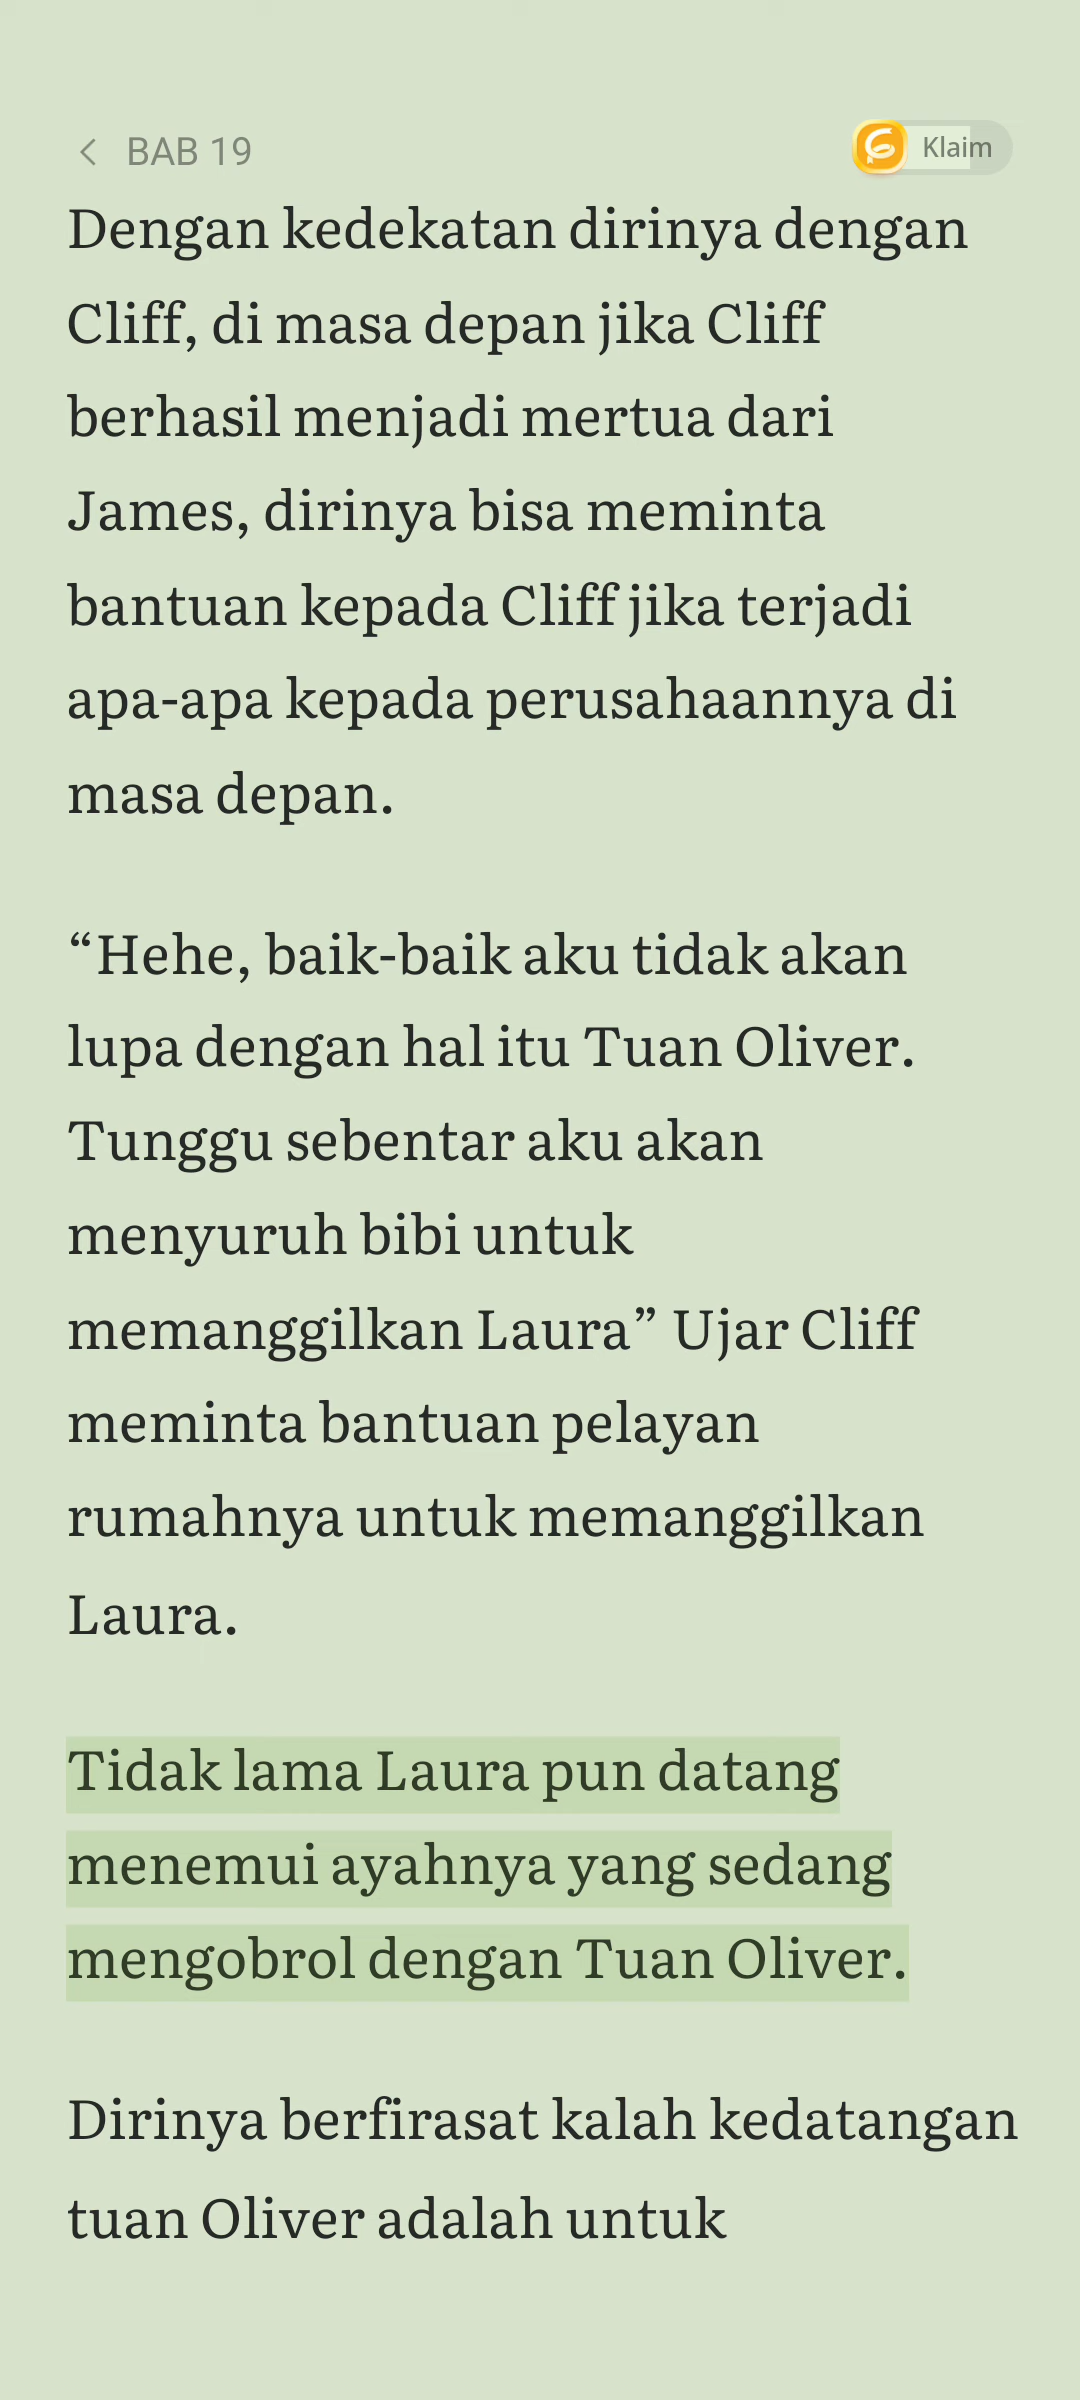 BAB 19
Klaim
Dengan kedekatan dirinya dengan
Cliff, di masa depan jika Cliff
berhasil menjadi mertua dari
James, dirinya bisa meminta
bantuan kepada Cliff jika terjadi
apa-apa kepada perusahaannya di
masa depan.
“Hehe, baik-baik aku tidak akan
lupa dengan hal itu Tuan Oliver.
Tunggu sebentar aku akan
menyuruh bibi untuk
memanggilkan Laura” Ujar Cliff
meminta bantuan pelayan
rumahnya untuk memanggilkan
Laura.
Tidak lama Laura pun datang
menemui ayahnya yang sedang
mengobrol dengan Tuan Oliver.
Dirinya berfirasat kalah kedatangan
tuan Oliver adalah untuk